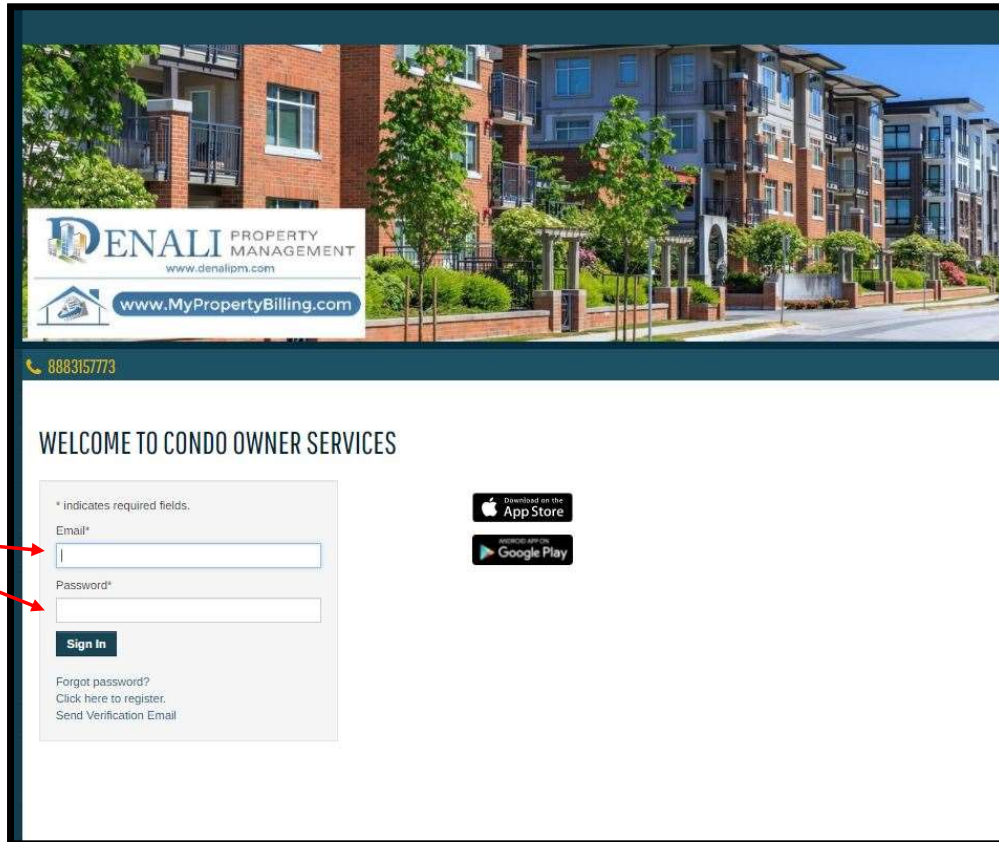 DENALI PROPERTY
MANAGEMENT
www.denalipm.com
www.MyPropertyBilling.com
8883157773
WELCOME TO CONDO OWNER SERVICES
* indicates required fields.
Email*
Password*
Sign In
Forgot password?
Click here to register.
Send Verification Email
Download on the
App Store
ANDROID APP ON
Google Play